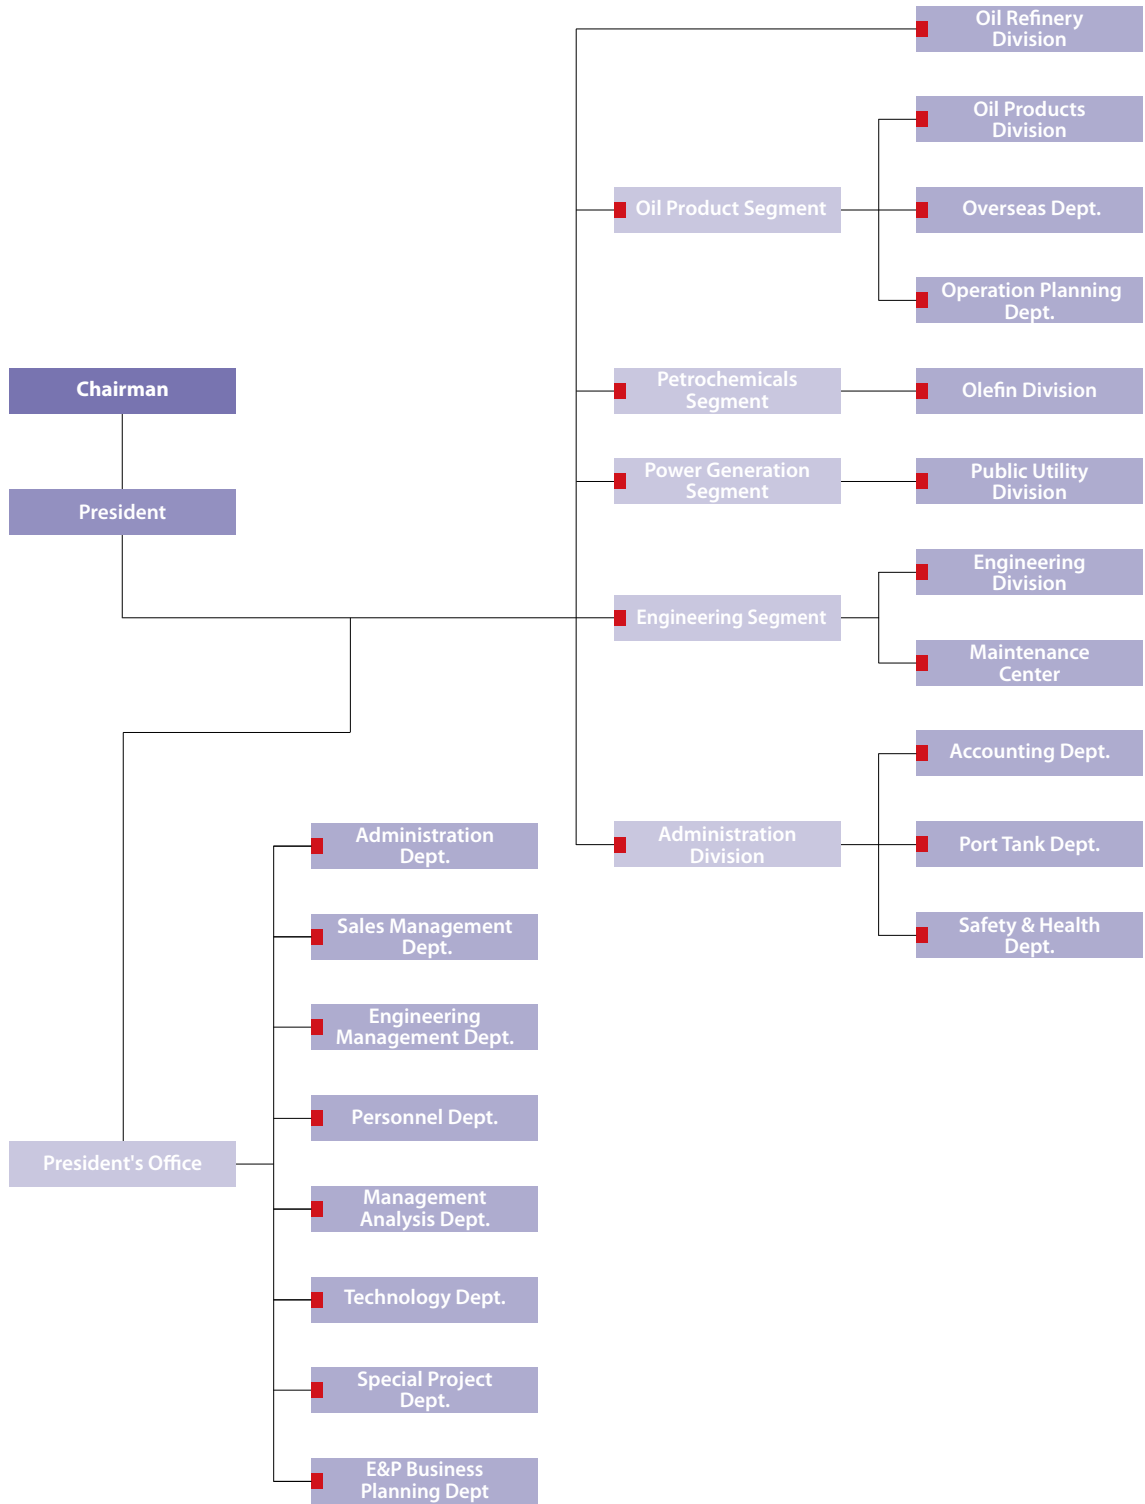 Oil Refinery
Division
Oil Products
Division
Oil Product Segment
Overseas Dept.
Operation Planning
Dept.
Chairman
Petrochemicals
Segment
Olefin Division
President
Power Generation
Segment
Public Utility
Division
Engineering
Division
Engineering Segment
Maintenance
Center
Accounting Dept.
Administration
Division
Port Tank Dept.
Safety & Health
Dept.
Administration
Dept.
Sales Management
Dept.
Engineering
Management Dept.
Personnel Dept.
President's Office
Management
Analysis Dept.
Technology Dept.
Special Project
Dept.
E&P Business
Planning Dept